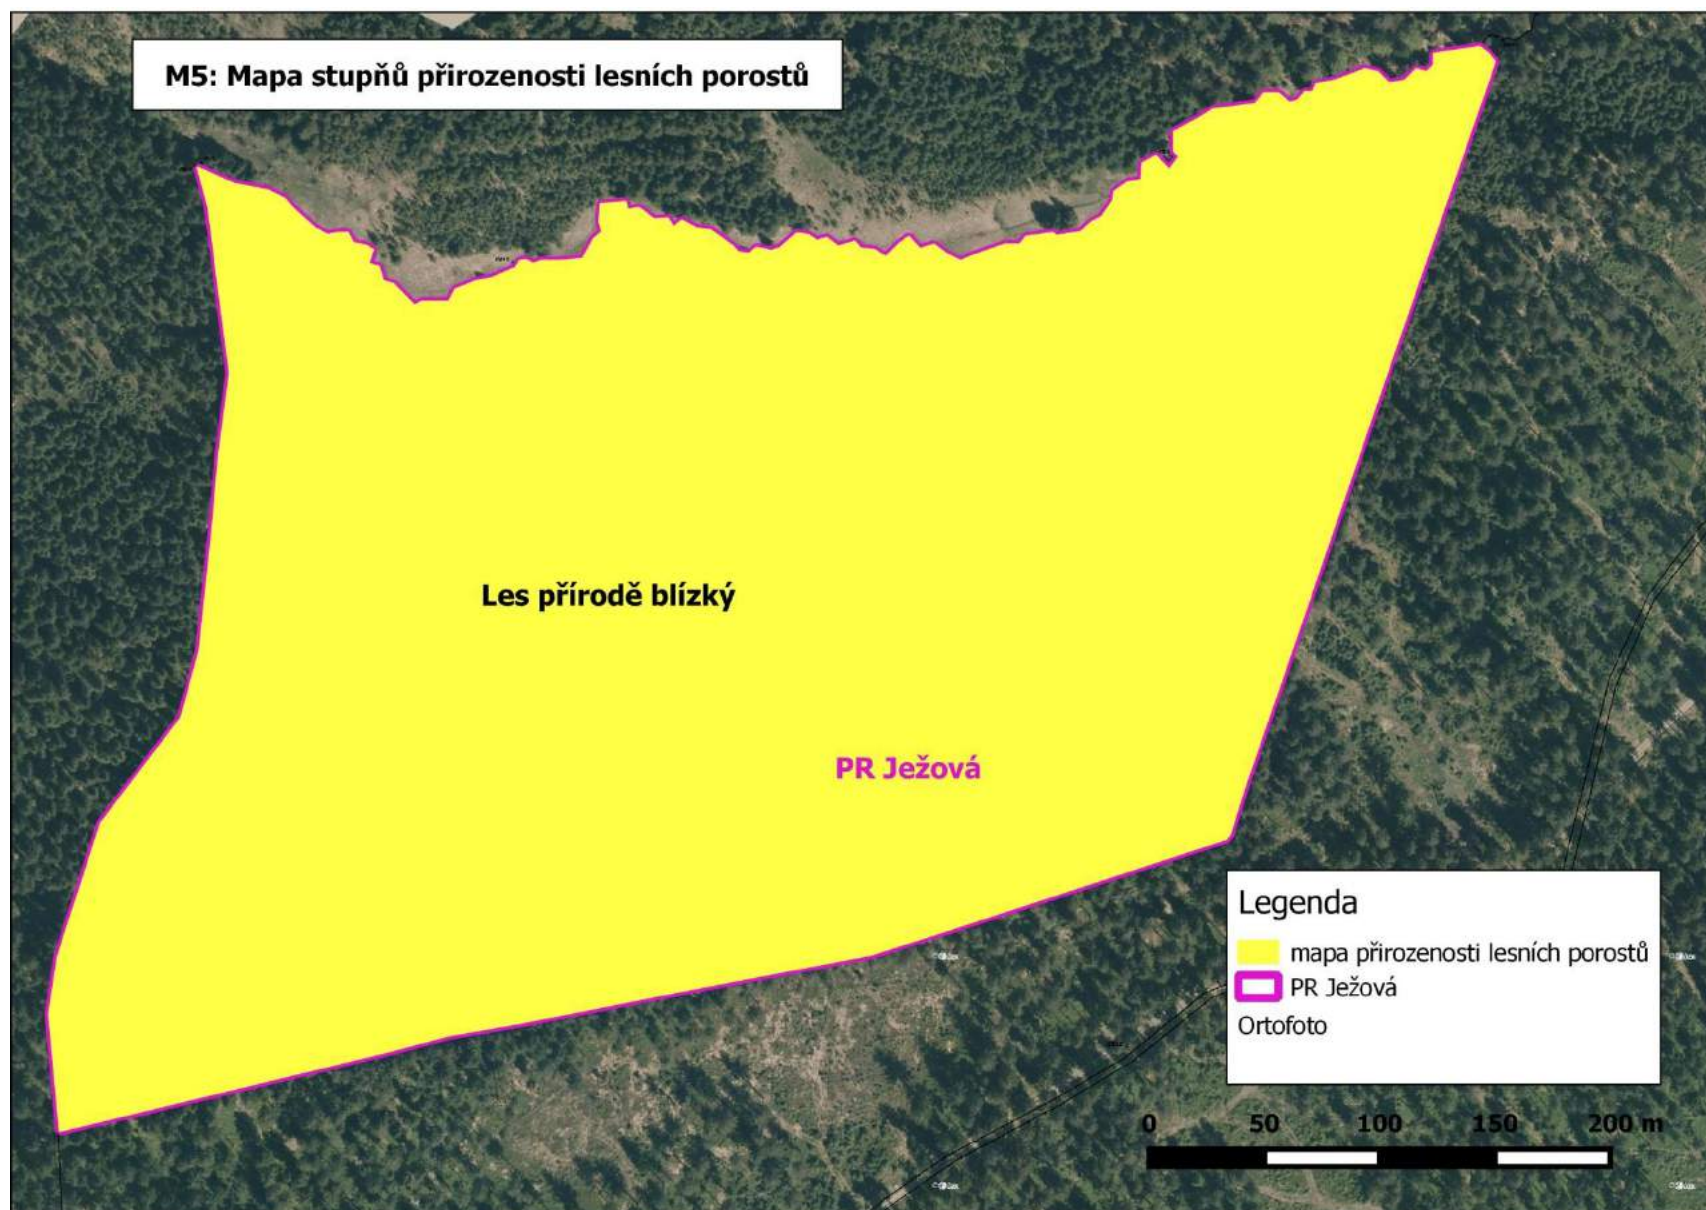 M5: Mapa stupňů přirozenosti lesních porostů
Les přírodě blízký
PR Ježová
Legenda
mapa přirozenosti lesních porostů
PR Ježová
Ortofoto
0 50 100 150 200 m